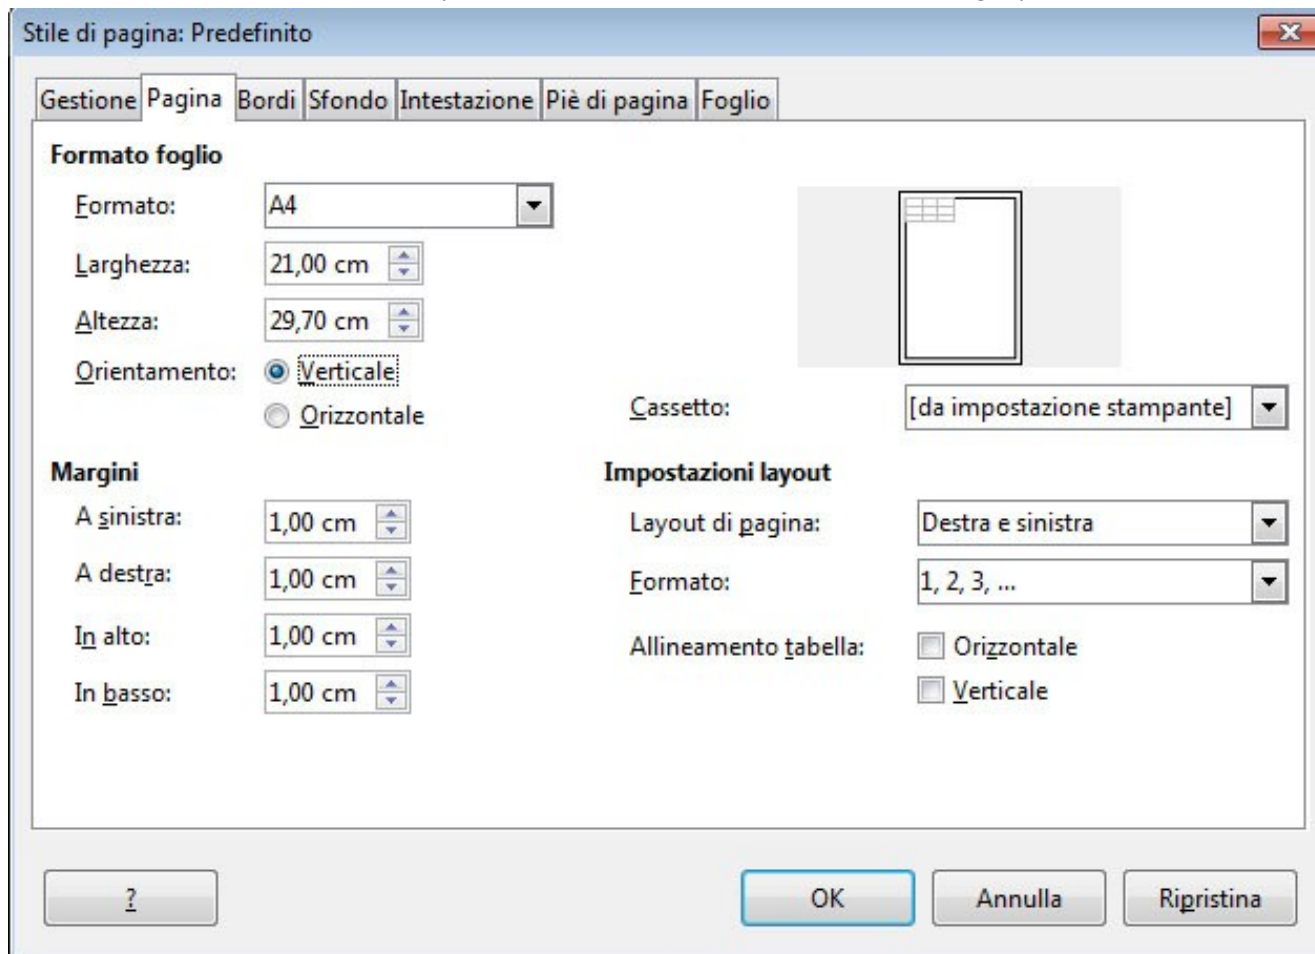 Stile di pagina: Predefinito
Gestione Pagina Bordi Sfondo Intestazione Piè di pagina Foglio
Formato foglio
Formato: A4
Larghezza: 21,00 cm
Altezza: 29,70 cm
Orientamento: Verticale
Orizzontale
Cassetto: [da impostazione stampante]
Margini
A sinistra: 1,00 cm
A destra: 1,00 cm
In alto: 1,00 cm
In basso: 1,00 cm
Impostazioni layout
Layout di pagina: Destra e sinistra
Formato: 1, 2, 3, ...
Allineamento tabella: Orizzontale
Verticale
? OK Annulla Ripristina